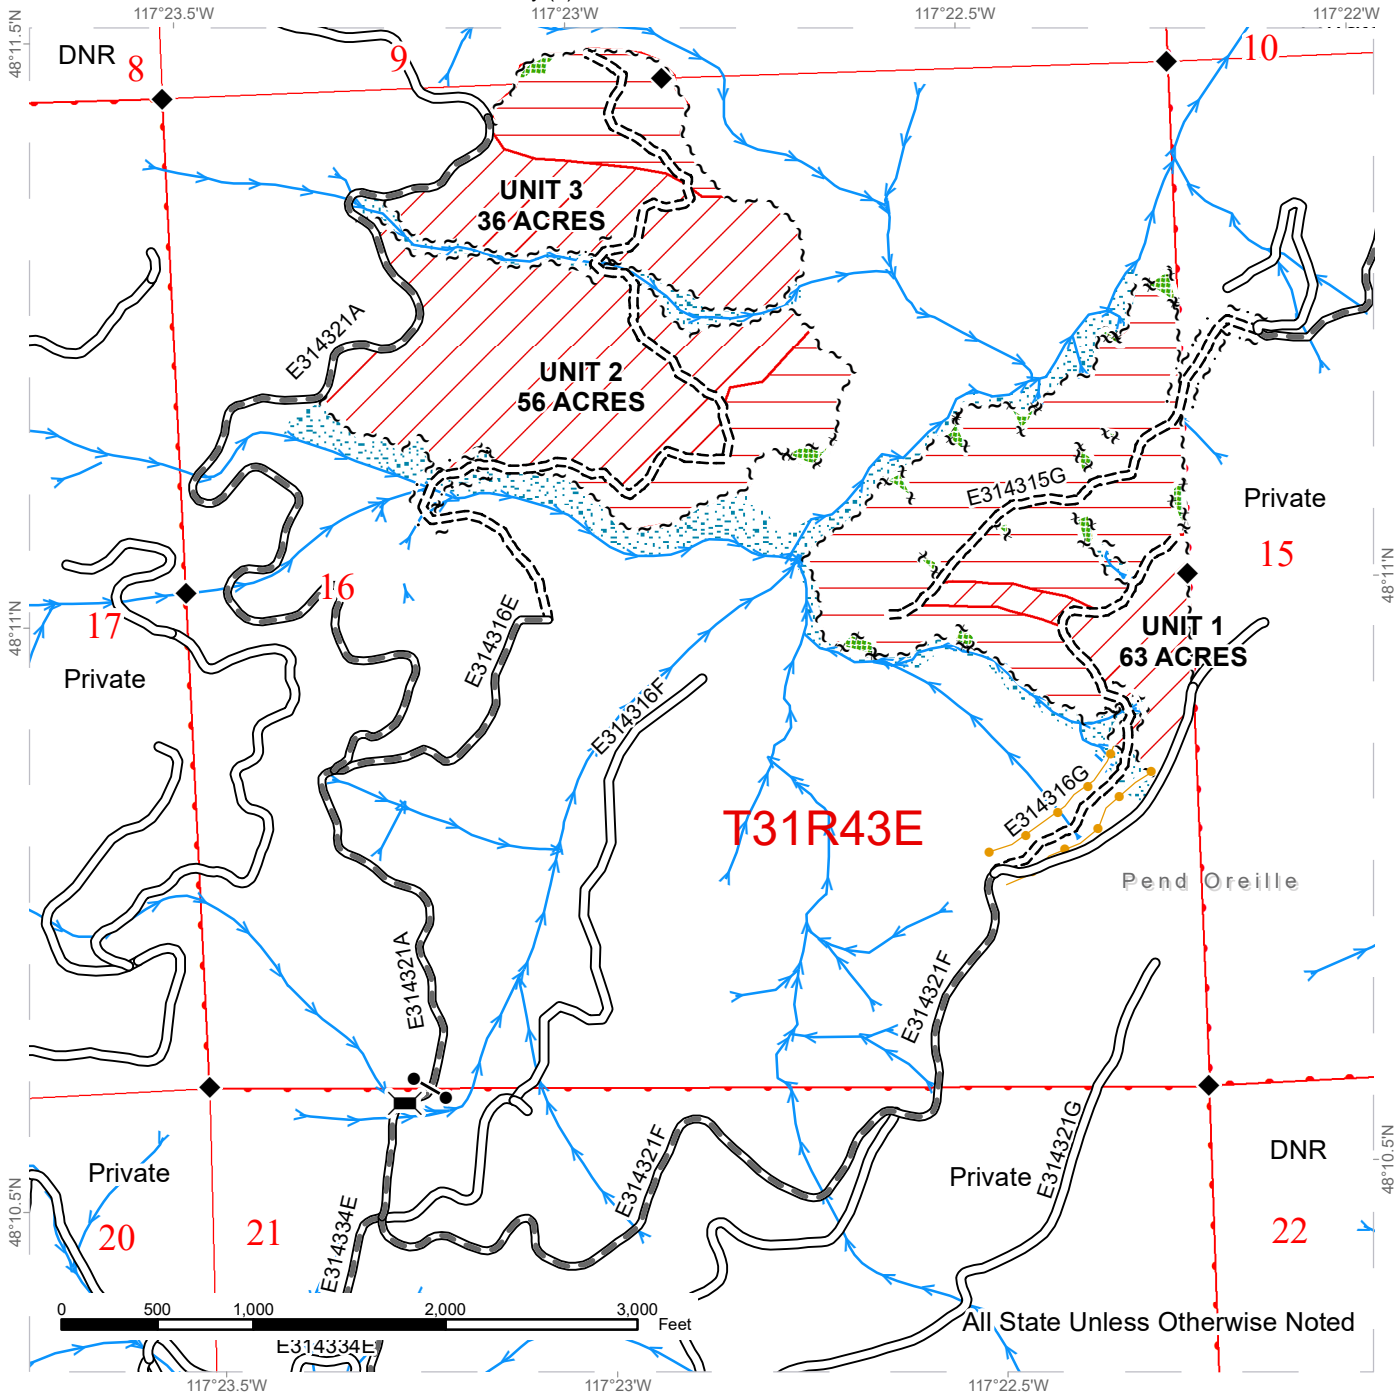 117°23.5'W
117°23'W
117°22.5'W
117°22'W
48°11.5'N
DNR
8
9
10
UNIT 3
36 ACRES
E314321A
UNIT 2
56 ACRES
E314315G
Private
15
48°11'N
48°11'N
16
17
Private
E314316E
E314316F
UNIT 1
63 ACRES
E314316G
T31R43E
Pend Oreille
E314321A
E314321F
E314321F
E314321G
Private
DNR
48°10.5'N
48°10.5'N
Private
20
21
22
E314334E
0
500
1,000
2,000
3,000
Feet
E314334E
All State Unless Otherwise Noted
117°23.5'W
117°23'W
117°22.5'W